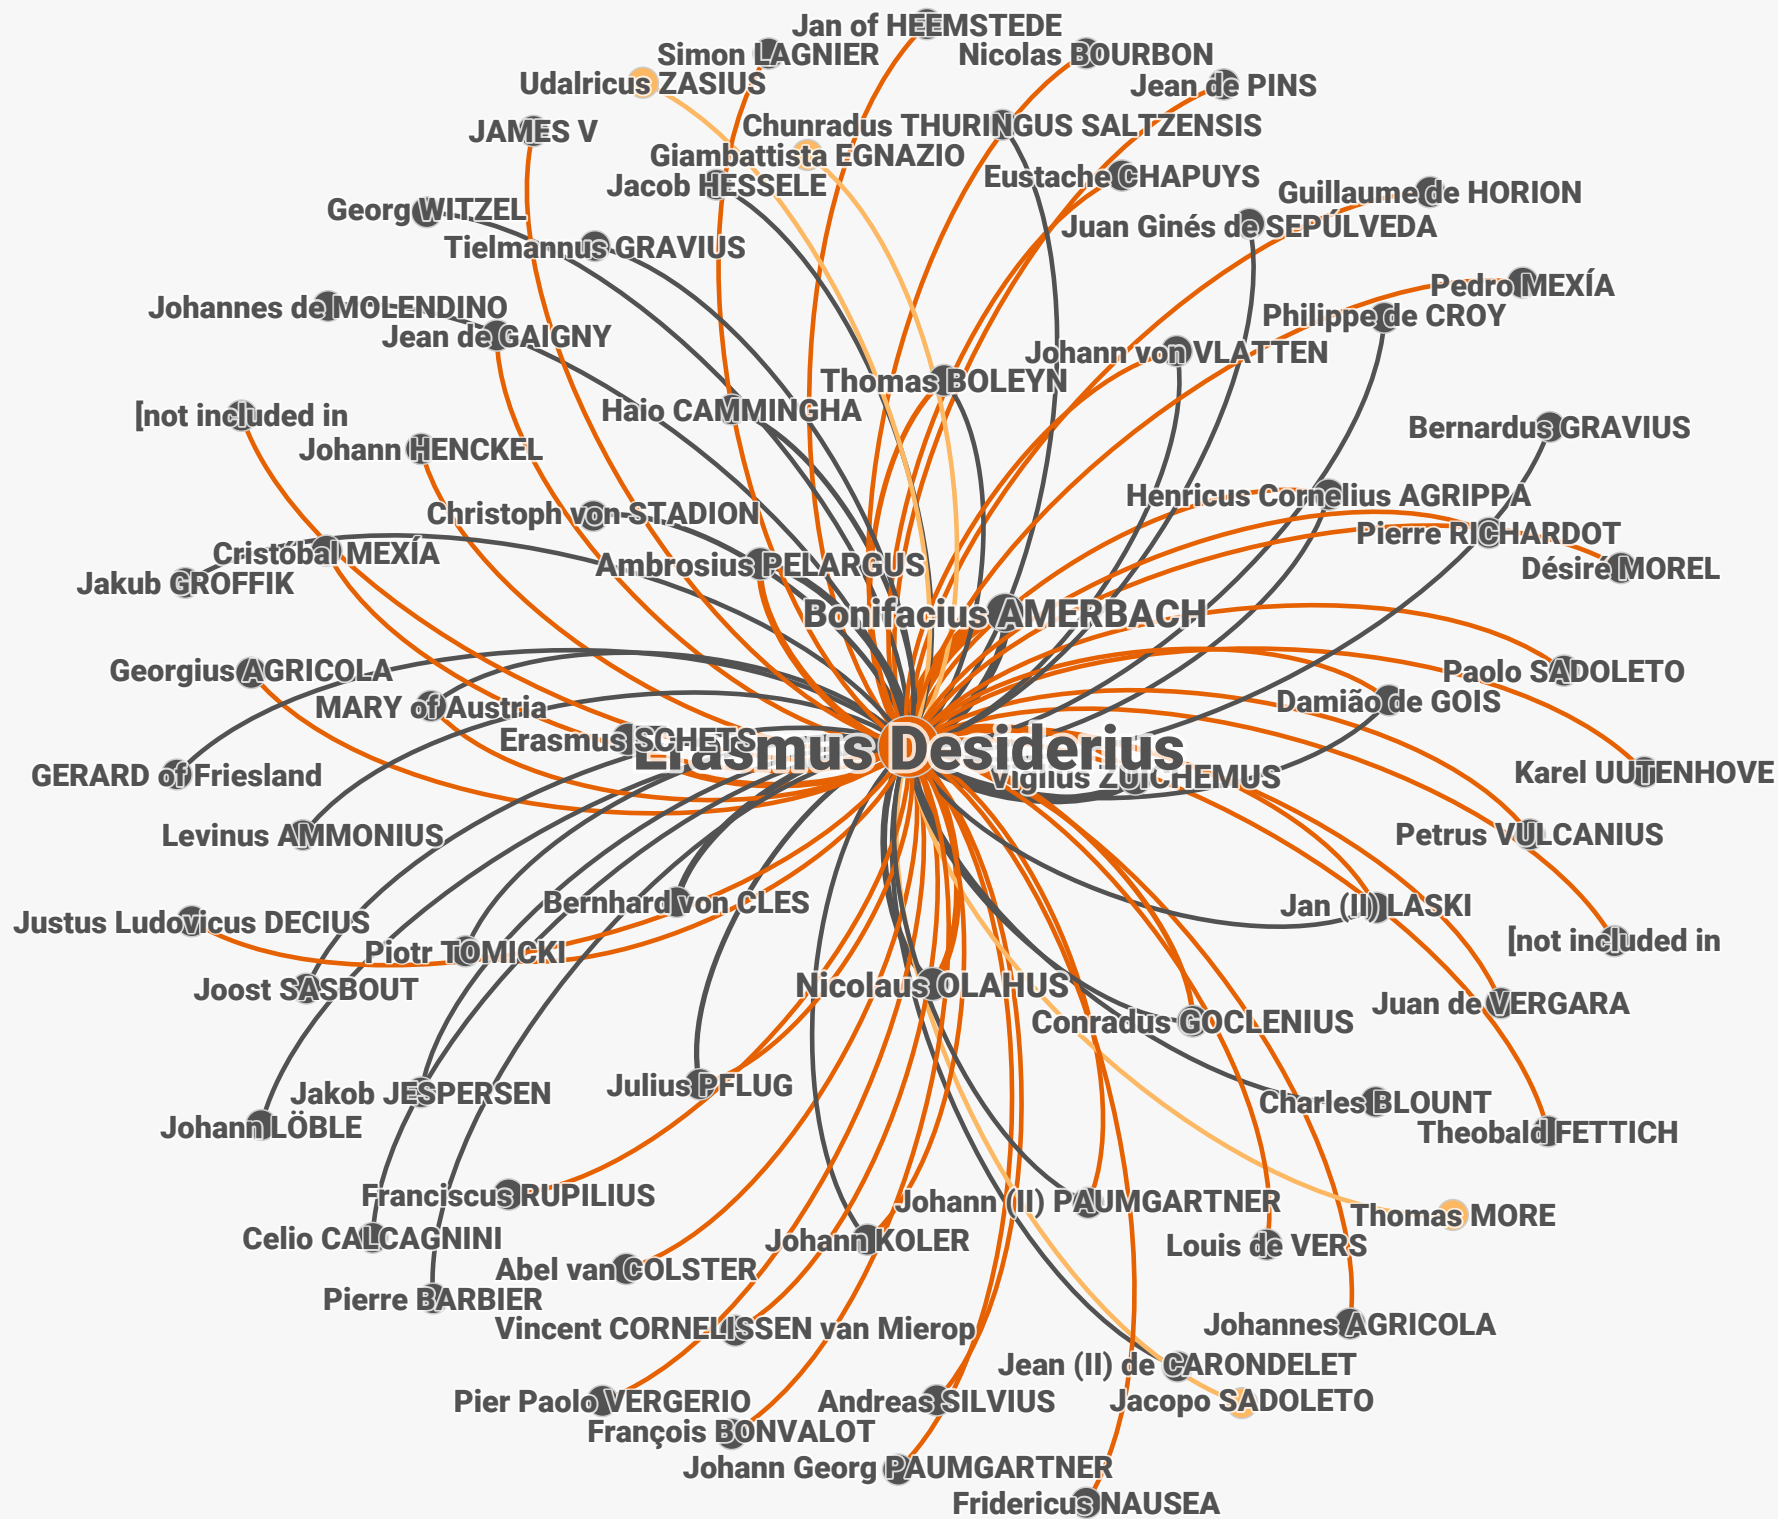 Jan of HEEMSTEDE
Simon LAGNIER
Nicolas BOURBON
Udalricus ZASIUS
Jean de PINS
JAMES V
Chunradus THURINGUS SALTZENSIS
Giambattista EGNAZIO
Jacob HESSELE
Eustache CHAPUYS
Guillaume de HORION
Georg WITZEL
Juan Ginés de SEPÚLVEDA
Tielmannus GRAVIUS
Pedro MEXÍA
Johannes de MOLENDINO
Philippe de CROY
Jean de GAIGNY
Johann von VLATTEN
Thomas BOLEYN
Haio CAMMINGHA
[not included in
Bernardus GRAVIUS
Johann HENCKEL
Henricus Cornelius AGRIPPA
Christoph von STADION
Pierre RICHARDOT
Cristóbal MEXÍA
Ambrosius PELARGUS
Désiré MOREL
Jakub GROFFIK
Bonifacius AMERBACH
Georgius AGRICOLA
Paolo SADOLETO
MARY of Austria
Damião de GOIS
Erasmus SCHETS
Erasmus Desiderius
GERARD of Friesland
Viglius ZUICHEMUS
Karel UUTENHOVE
Levinus AMMONIUS
Petrus VULCANIUS
Bernhard von CLES
Jan (II) LASKI
Justus Ludovicus DECIUS
[not included in
Piotr TOMICKI
Joost SASBOUT
Nicolaus OLAHUS
Juan de VERGARA
Conradus GOCLENIUS
Julius PFLUG
Jakob JESPERSEN
Charles BLOUNT
Johann LÖBLE
Theobald FETTICH
Franciscus RUPILIUS
Johann (II) PAUMGARTNER
Thomas MORE
Celio CALCAGNINI
Johann KOLER
Louis de VERS
Abel van COLSTER
Pierre BARBIER
Vincent CORNELISSEN van Mierop
Johannes AGRICOLA
Jean (II) de CARONDELET
Pier Paolo VERGERIO
Andreas SILVIUS
Jacopo SADOLETO
François BONVALOT
Johann Georg PAUMGARTNER
Fridericus NAUSEA